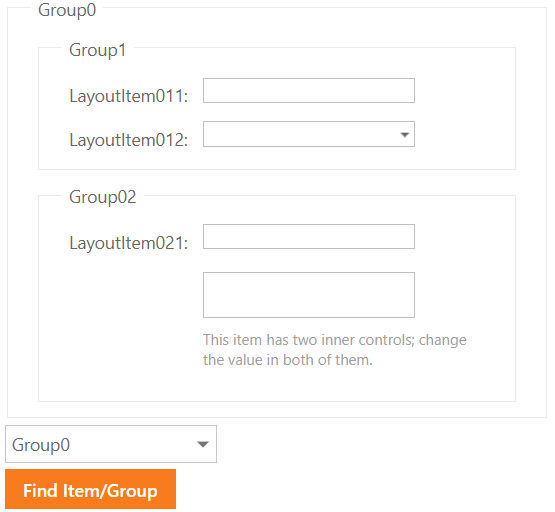 Group0
Group1
LayoutItem011:
LayoutItem012:
Group02
LayoutItem021:
This item has two inner controls; change
the value in both of them.
Group0
Find Item/Group